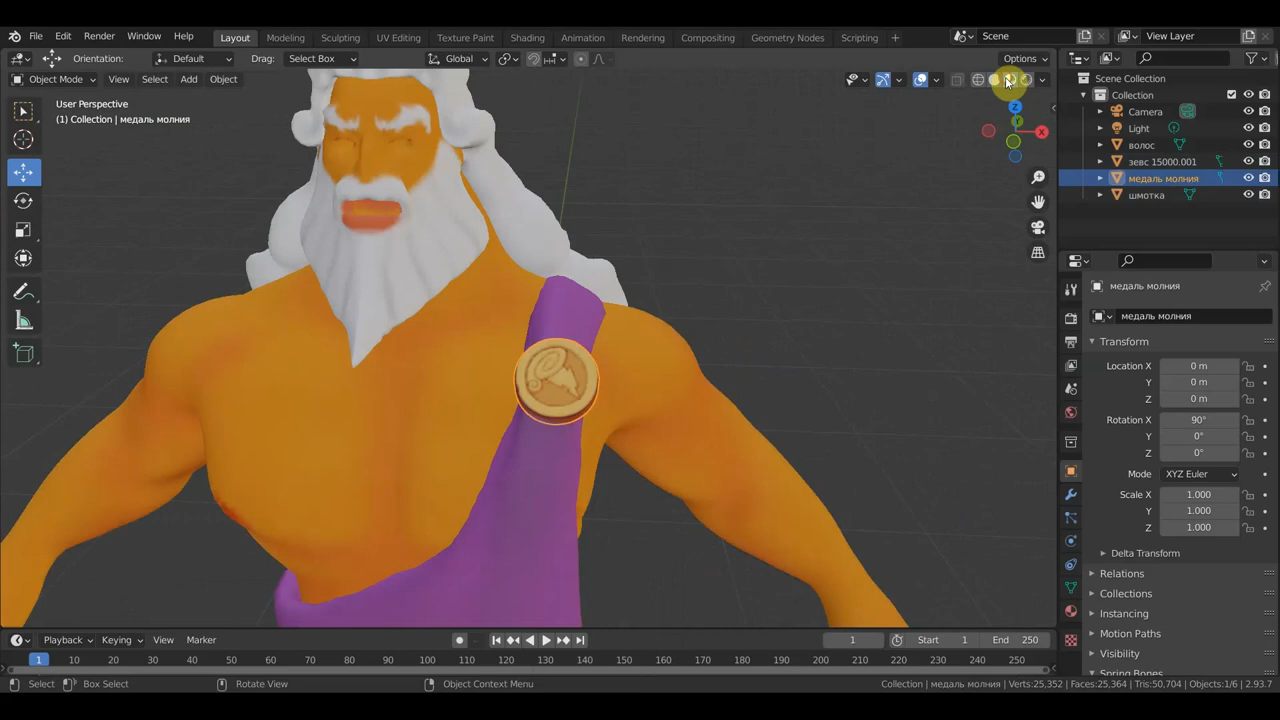 File Edit Render Window Help Layout Modeling Sculpting UV Editing Texture Paint Shading Animation Rendering Compositing Geometry Nodes Scripting Scene View Layer
Orientation: Default Drag: Select Box Global Options
Object Mode View Select Add Object
User Perspective
(1) Collection | медаль молния
Z
Y
X
Scene Collection
Collection
Camera
Light
волос
зевс 15000.001
медаль молния
шмотка
медаль молния
медаль молния
Transform
Location X 0 m
Y 0 m
Z 0 m
Rotation X 90°
Y 0°
Z 0°
Mode XYZ Euler
Scale X 1.000
Y 1.000
Z 1.000
Delta Transform
Relations
Collections
Instancing
Motion Paths
Visibility
Spring Bones
Playback Keying View Marker 1 Start 1 End 250
1 10 20 30 40 50 60 70 80 90 100 110 120 130 140 150 160 170 180 190 200 210 220 230 240 250
Select Box Select Rotate View Object Context Menu Collection | медаль молния | Verts:25,352 | Faces:25,364 | Tris:50,704 | Objects:1/6 | 2.93.7